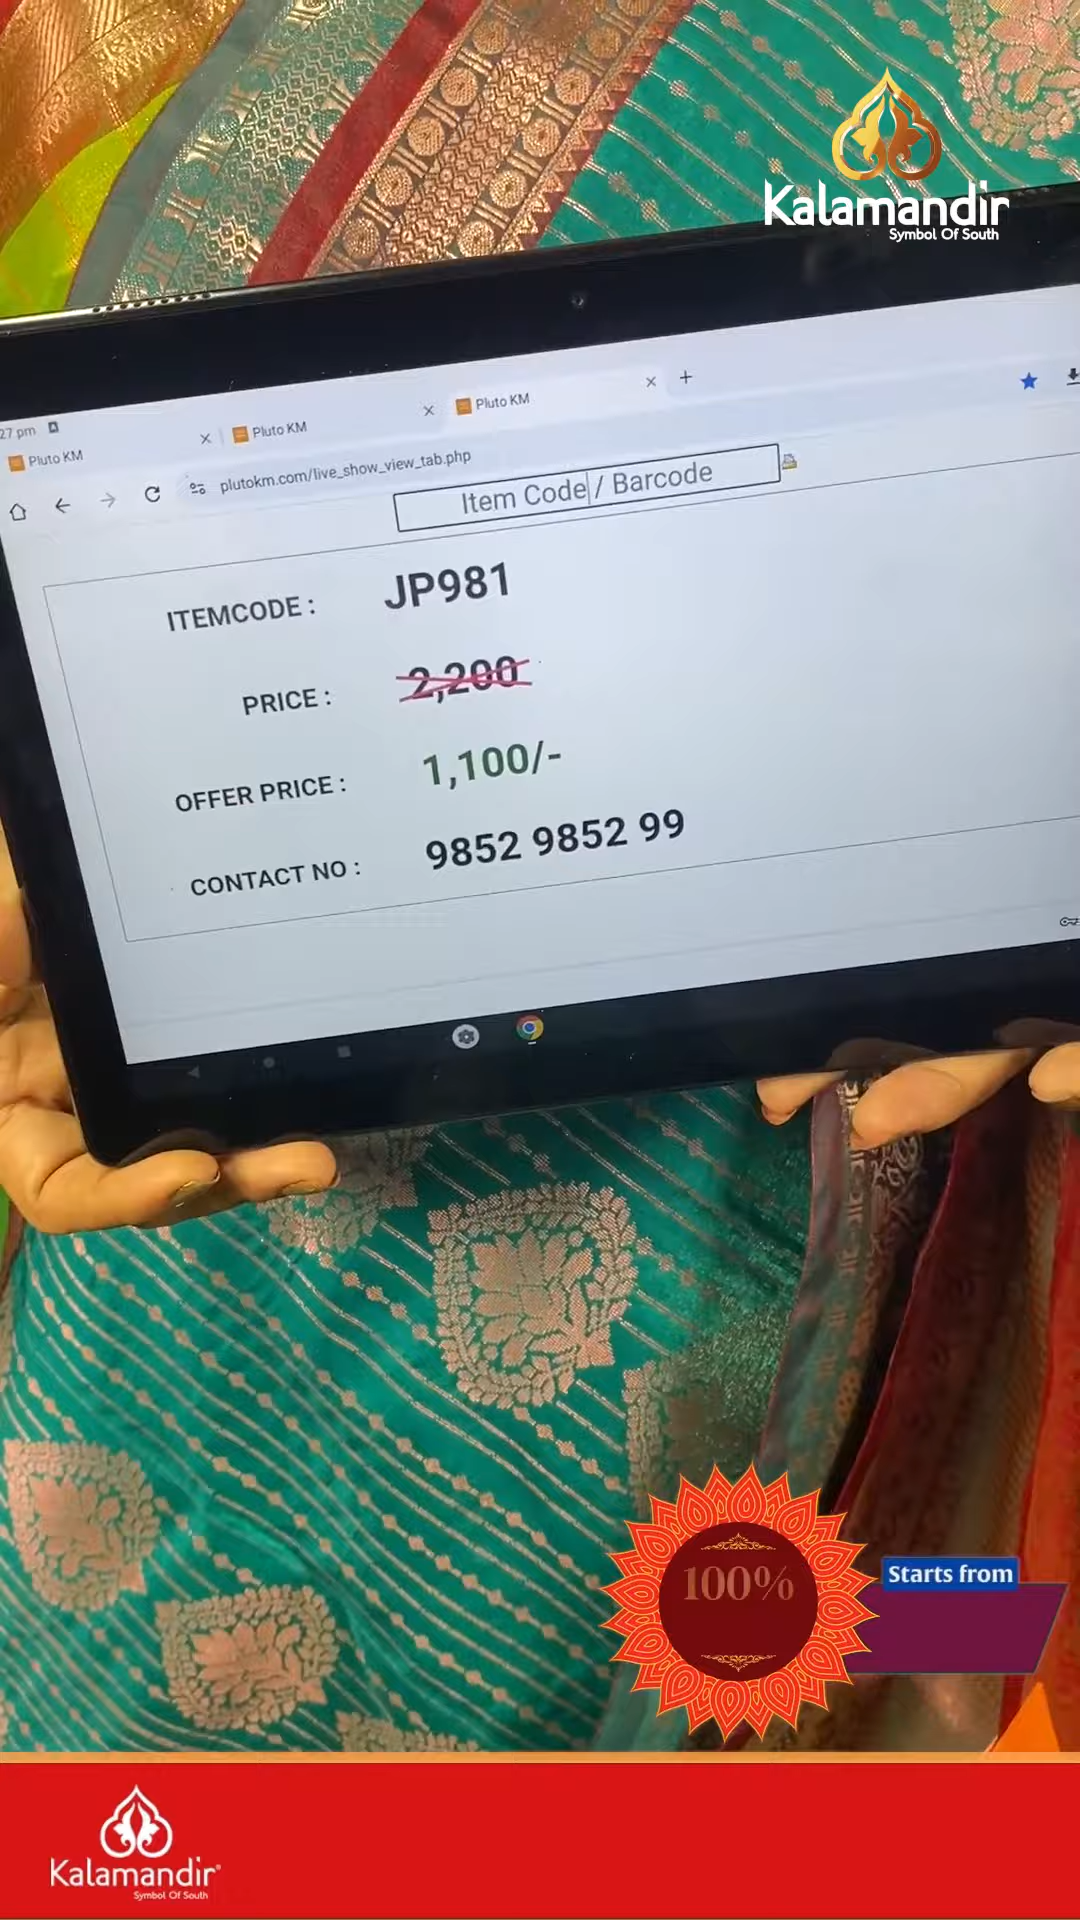 Kalamandir
Symbol Of South
27 pm
Pluto KM
Pluto KM
Pluto KM
plutokm.com/live_show_view_tab.php
Item Code / Barcode
ITEMCODE : JP981
PRICE : 2,200
OFFER PRICE : 1,100/-
CONTACT NO : 9852 9852 99
100%
Starts from
Kalamandir
Symbol Of South